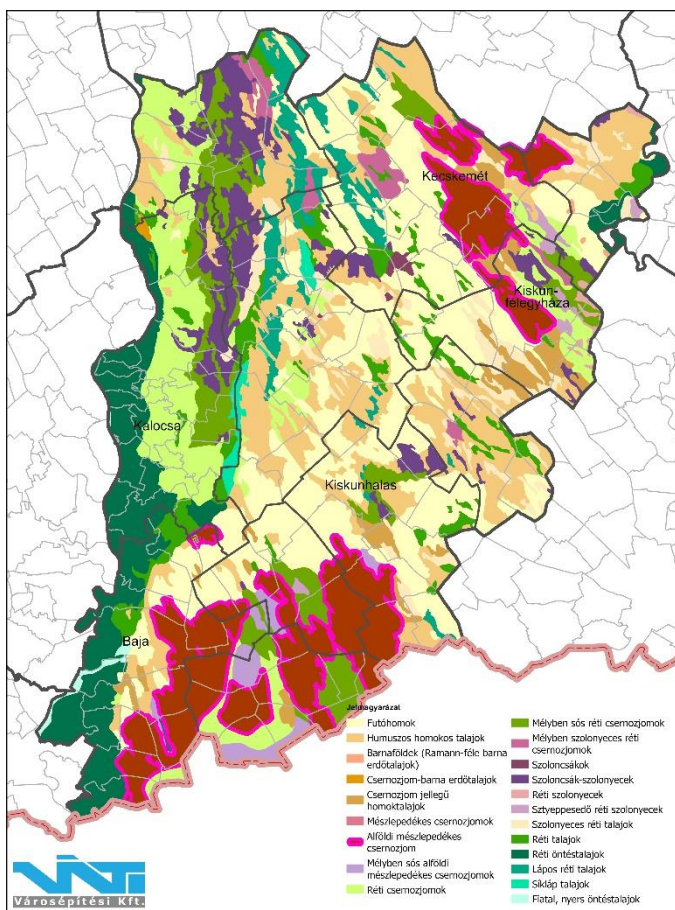 Kecskemét
Kiskun-
felegyháza
Kalocsa
Kiskunhalas
Baja
Jelmagyarázat
Futóhomok
Humuszos homokos talajok
Barnaföldek (Ramann-féle barna
erdőtalajok)
Csernozjom-barna erdőtalajok
Csernozjom jellegű
homoktalajok
Mészlepedékes csernozjomok
Alföldi mészlepedékes
csernozjom
Mélyben sós alföldi
mészlepedékes csernozjomok
Réti csernozjomok
Mélyben sós réti csernozjomok
Mélyben szolonyeces réti
csernozjomok
Szoloncsákok
Szoloncsák-szolonyecek
Réti szolonyecek
Sztyeppesedő réti szolonyecek
Szolonyeces réti talajok
Réti talajok
Réti öntéstalajok
Lápos réti talajok
Síkláp talajok
Fiatal, nyers öntéstalajok
VÁTI
Városépítési Kft.